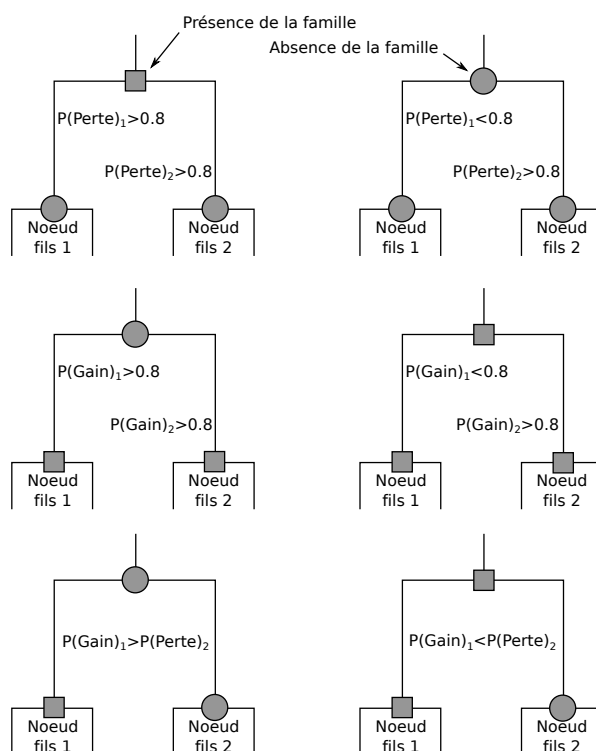 Présence de la famille
Absence de la famille
P(Perte)₁>0.8
P(Perte)₂>0.8
Noeud
fils 1
Noeud
fils 2
P(Perte)₁<0.8
P(Perte)₂>0.8
Noeud
fils 1
Noeud
fils 2
P(Gain)₁>0.8
P(Gain)₂>0.8
Noeud
fils 1
Noeud
fils 2
P(Gain)₁<0.8
P(Gain)₂>0.8
Noeud
fils 1
Noeud
fils 2
P(Gain)₁>P(Perte)₂
Noeud
fils 1
Noeud
fils 2
P(Gain)₁<P(Perte)₂
Noeud
fils 1
Noeud
fils 2